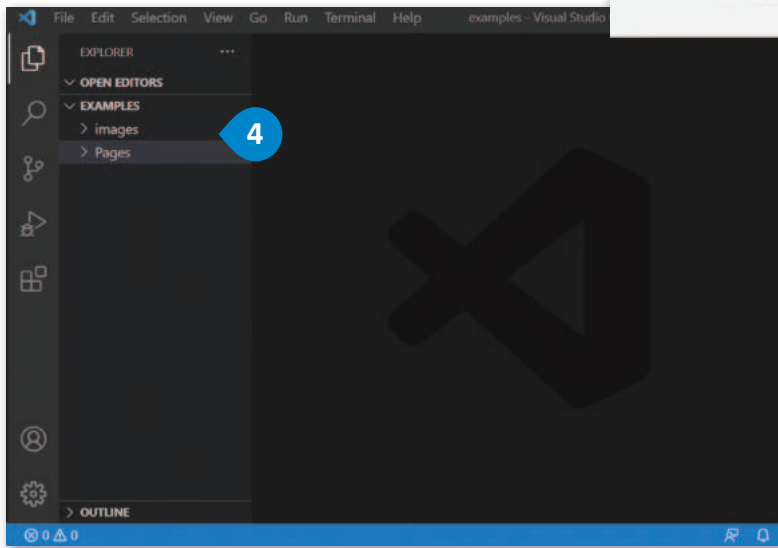 File Edit Selection View Go Run Terminal Help examples - Visual Studio
EXPLORER ...
OPEN EDITORS
EXAMPLES
images
4
Pages
OUTLINE
0 0